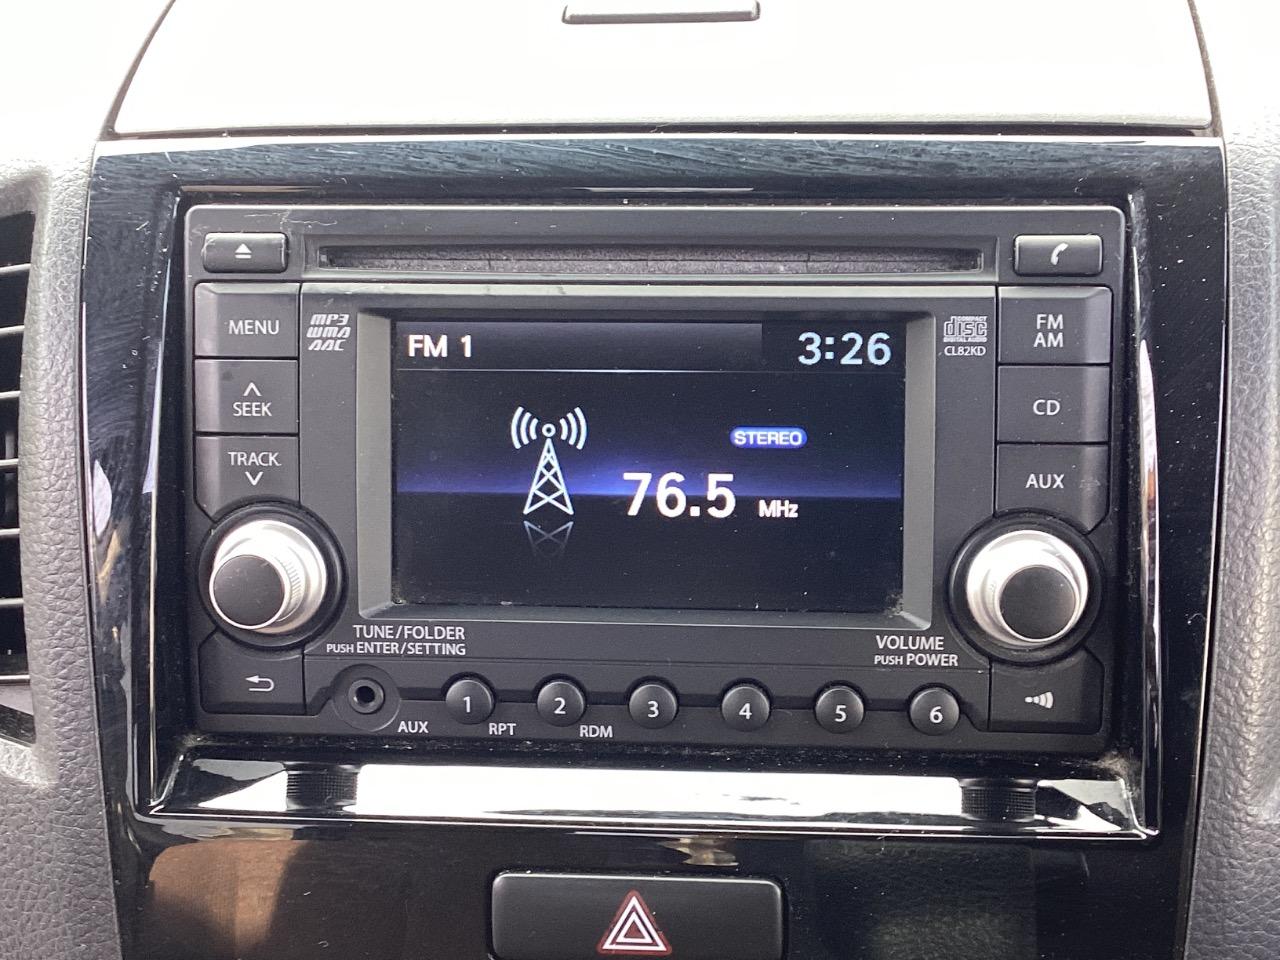 MENU
MP3
WMA
AAC
FM 1
3:26
COMPACT
disc
DIGITAL AUDIO
CL82KD
FM
AM
SEEK
STEREO
CD
TRACK
76.5 MHz
AUX
TUNE/FOLDER
PUSH ENTER/SETTING
VOLUME
PUSH POWER
AUX
1
RPT
2
RDM
3
4
5
6